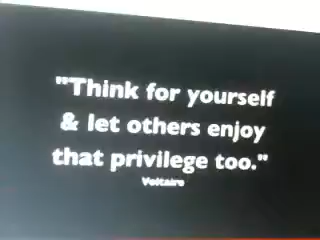 "Think for yourself
& let others enjoy
that privilege too."
Voltaire